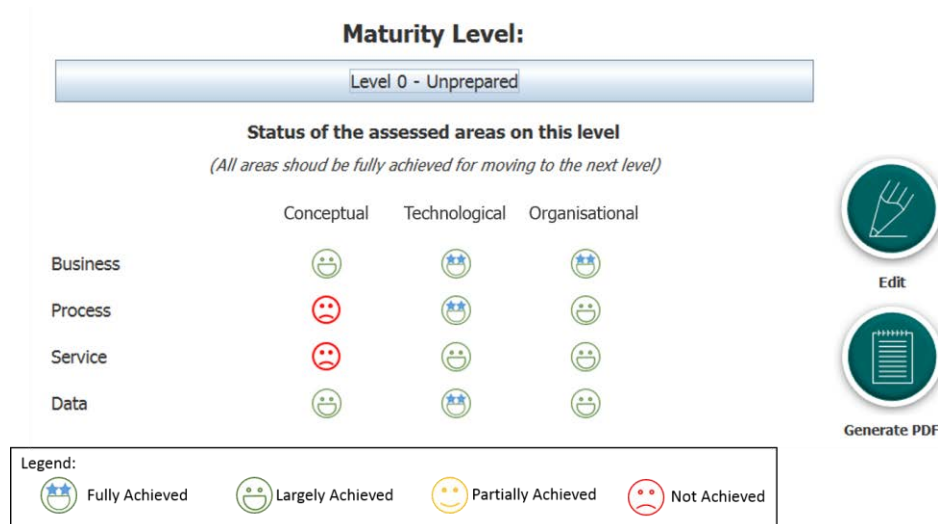 Maturity Level:
Level 0 - Unprepared
Status of the assessed areas on this level
(All areas shoud be fully achieved for moving to the next level)
Conceptual Technological Organisational
Business
Process
Service
Data
Edit
Generate PDF
Legend:
Fully Achieved Largely Achieved Partially Achieved Not Achieved